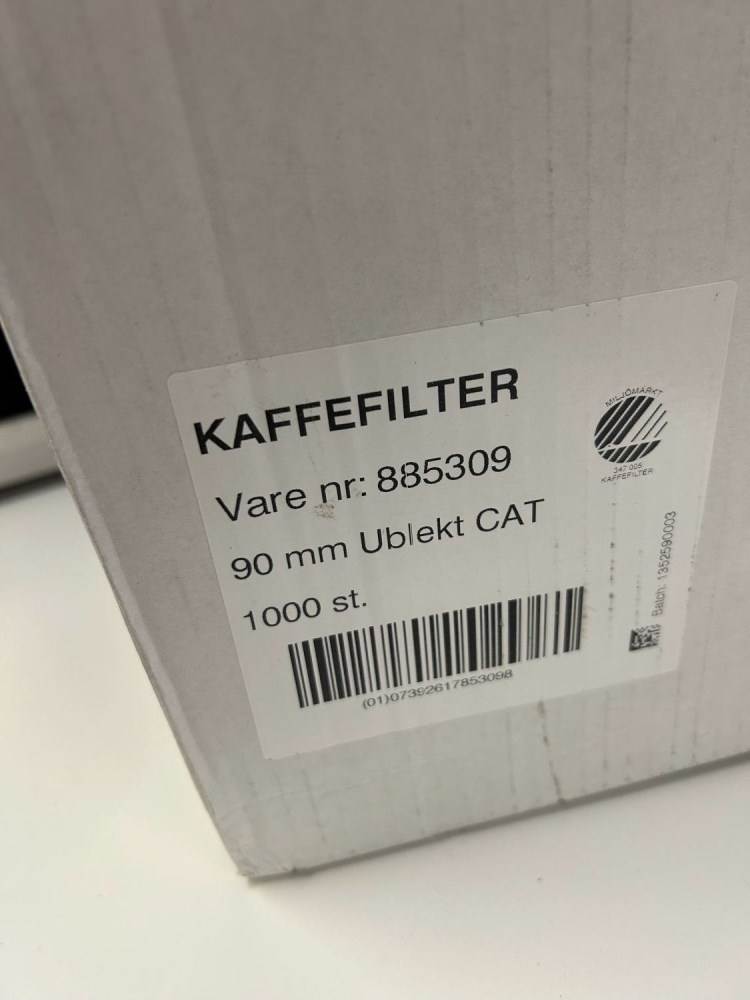 KAFFEFILTER
Vare nr: 885309
90 mm Ublekt CAT
1000 st.
(01)07392617853098
MILJÖMÄRKT
347 005
KAFFEFILTER
Batch: 1352590003